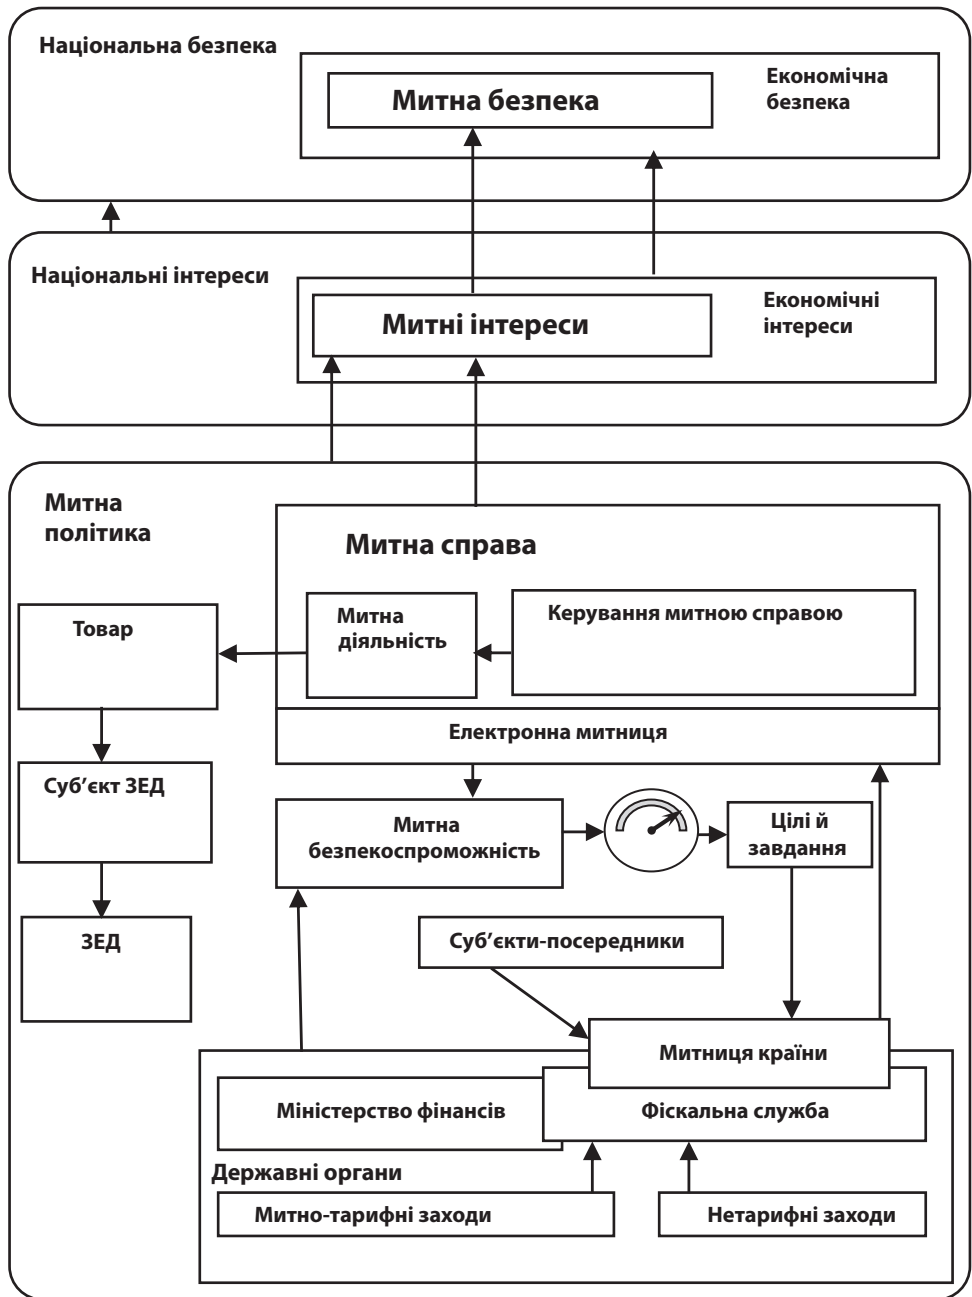 Національна безпека
Економічна
безпека
Митна безпека
Національні інтереси
Економічні
інтереси
Митні інтереси
Митна
політика
Митна справа
Митна
діяльність
Керування митною справою
Товар
Електронна митниця
Суб’єкт ЗЕД
Митна
безпекоспроможність
Цілі й
завдання
ЗЕД
Суб’єкти-посередники
Митниця країни
Міністерство фінансів
Фіскальна служба
Державні органи
Митно-тарифні заходи
Нетарифні заходи